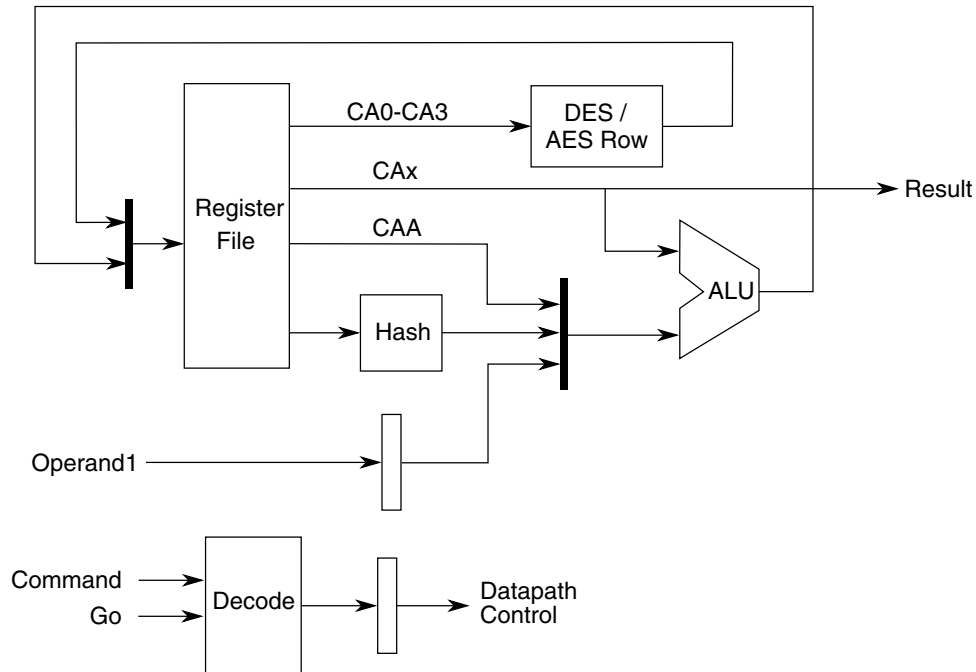 CA0-CA3
DES /
AES Row
CAx
Result
Register
File
CAA
ALU
Hash
Operand1
Command
Go
Decode
Datapath
Control